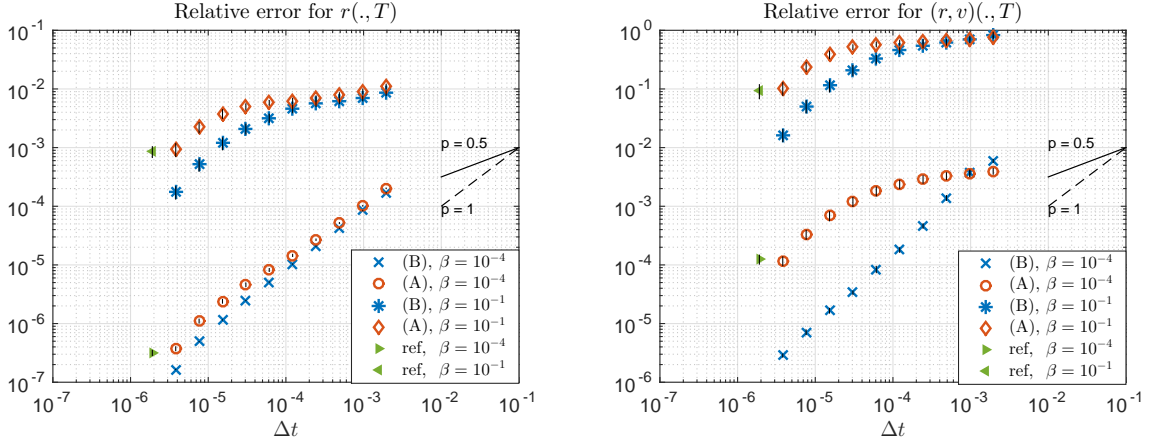 Relative error for r(., T)
10^-1
10^-2
10^-3
10^-4
10^-5
10^-6
10^-7
p = 0.5
p = 1
(B), β = 10^-4
(A), β = 10^-4
(B), β = 10^-1
(A), β = 10^-1
ref, β = 10^-4
ref, β = 10^-1
10^-7 10^-6 10^-5 10^-4 10^-3 10^-2 10^-1
Δt
Relative error for (r, v)(., T)
10^0
10^-1
10^-2
10^-3
10^-4
10^-5
10^-6
p = 0.5
p = 1
(B), β = 10^-4
(A), β = 10^-4
(B), β = 10^-1
(A), β = 10^-1
ref, β = 10^-4
ref, β = 10^-1
10^-7 10^-6 10^-5 10^-4 10^-3 10^-2 10^-1
Δt